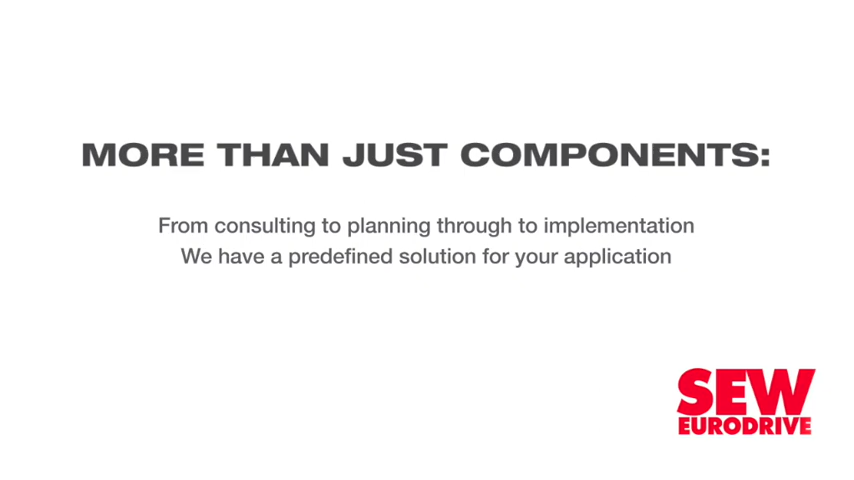 MORE THAN JUST COMPONENTS:
From consulting to planning through to implementation
We have a predefined solution for your application
SEW
EURODRIVE